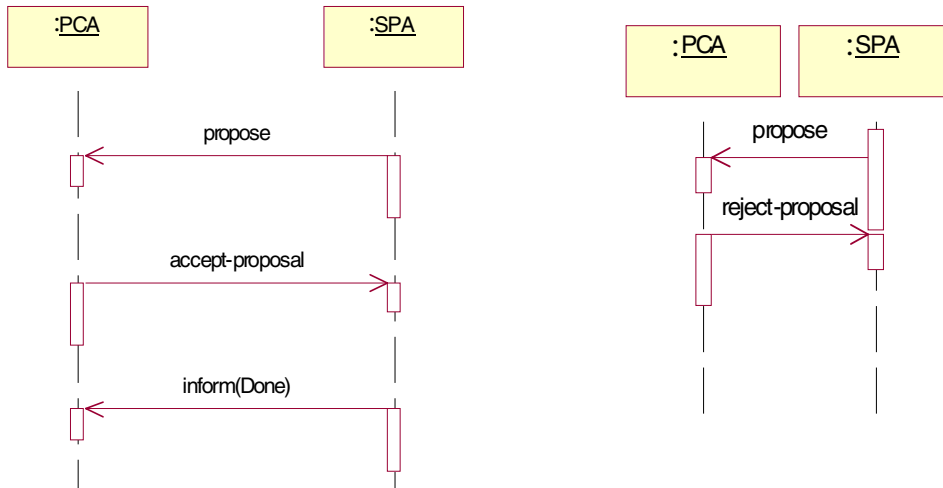 :PCA
:SPA
propose
accept-proposal
inform(Done)
:PCA
:SPA
propose
reject-proposal